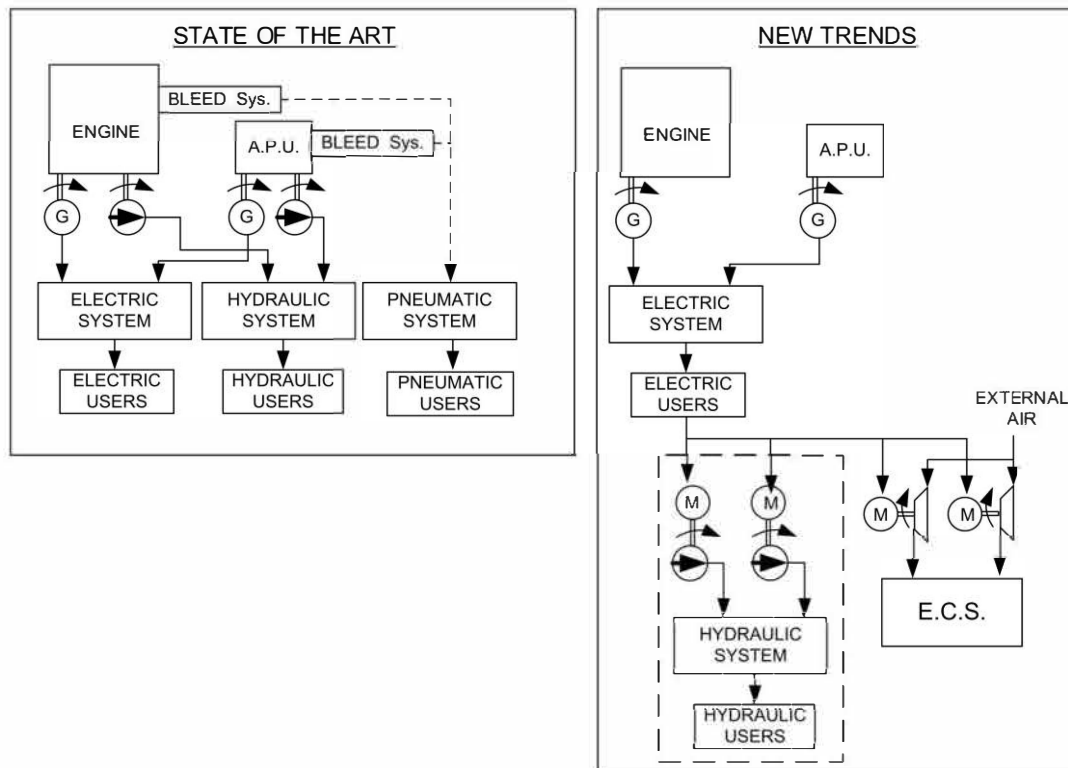 STATE OF THE ART
BLEED Sys.
ENGINE
A.P.U.
BLEED Sys.
G
G
ELECTRIC
SYSTEM
HYDRAULIC
SYSTEM
PNEUMATIC
SYSTEM
ELECTRIC
USERS
HYDRAULIC
USERS
PNEUMATIC
USERS
NEW TRENDS
ENGINE
A.P.U.
G
G
ELECTRIC
SYSTEM
ELECTRIC
USERS
EXTERNAL
AIR
M
M
M
M
E.C.S.
HYDRAULIC
SYSTEM
HYDRAULIC
USERS